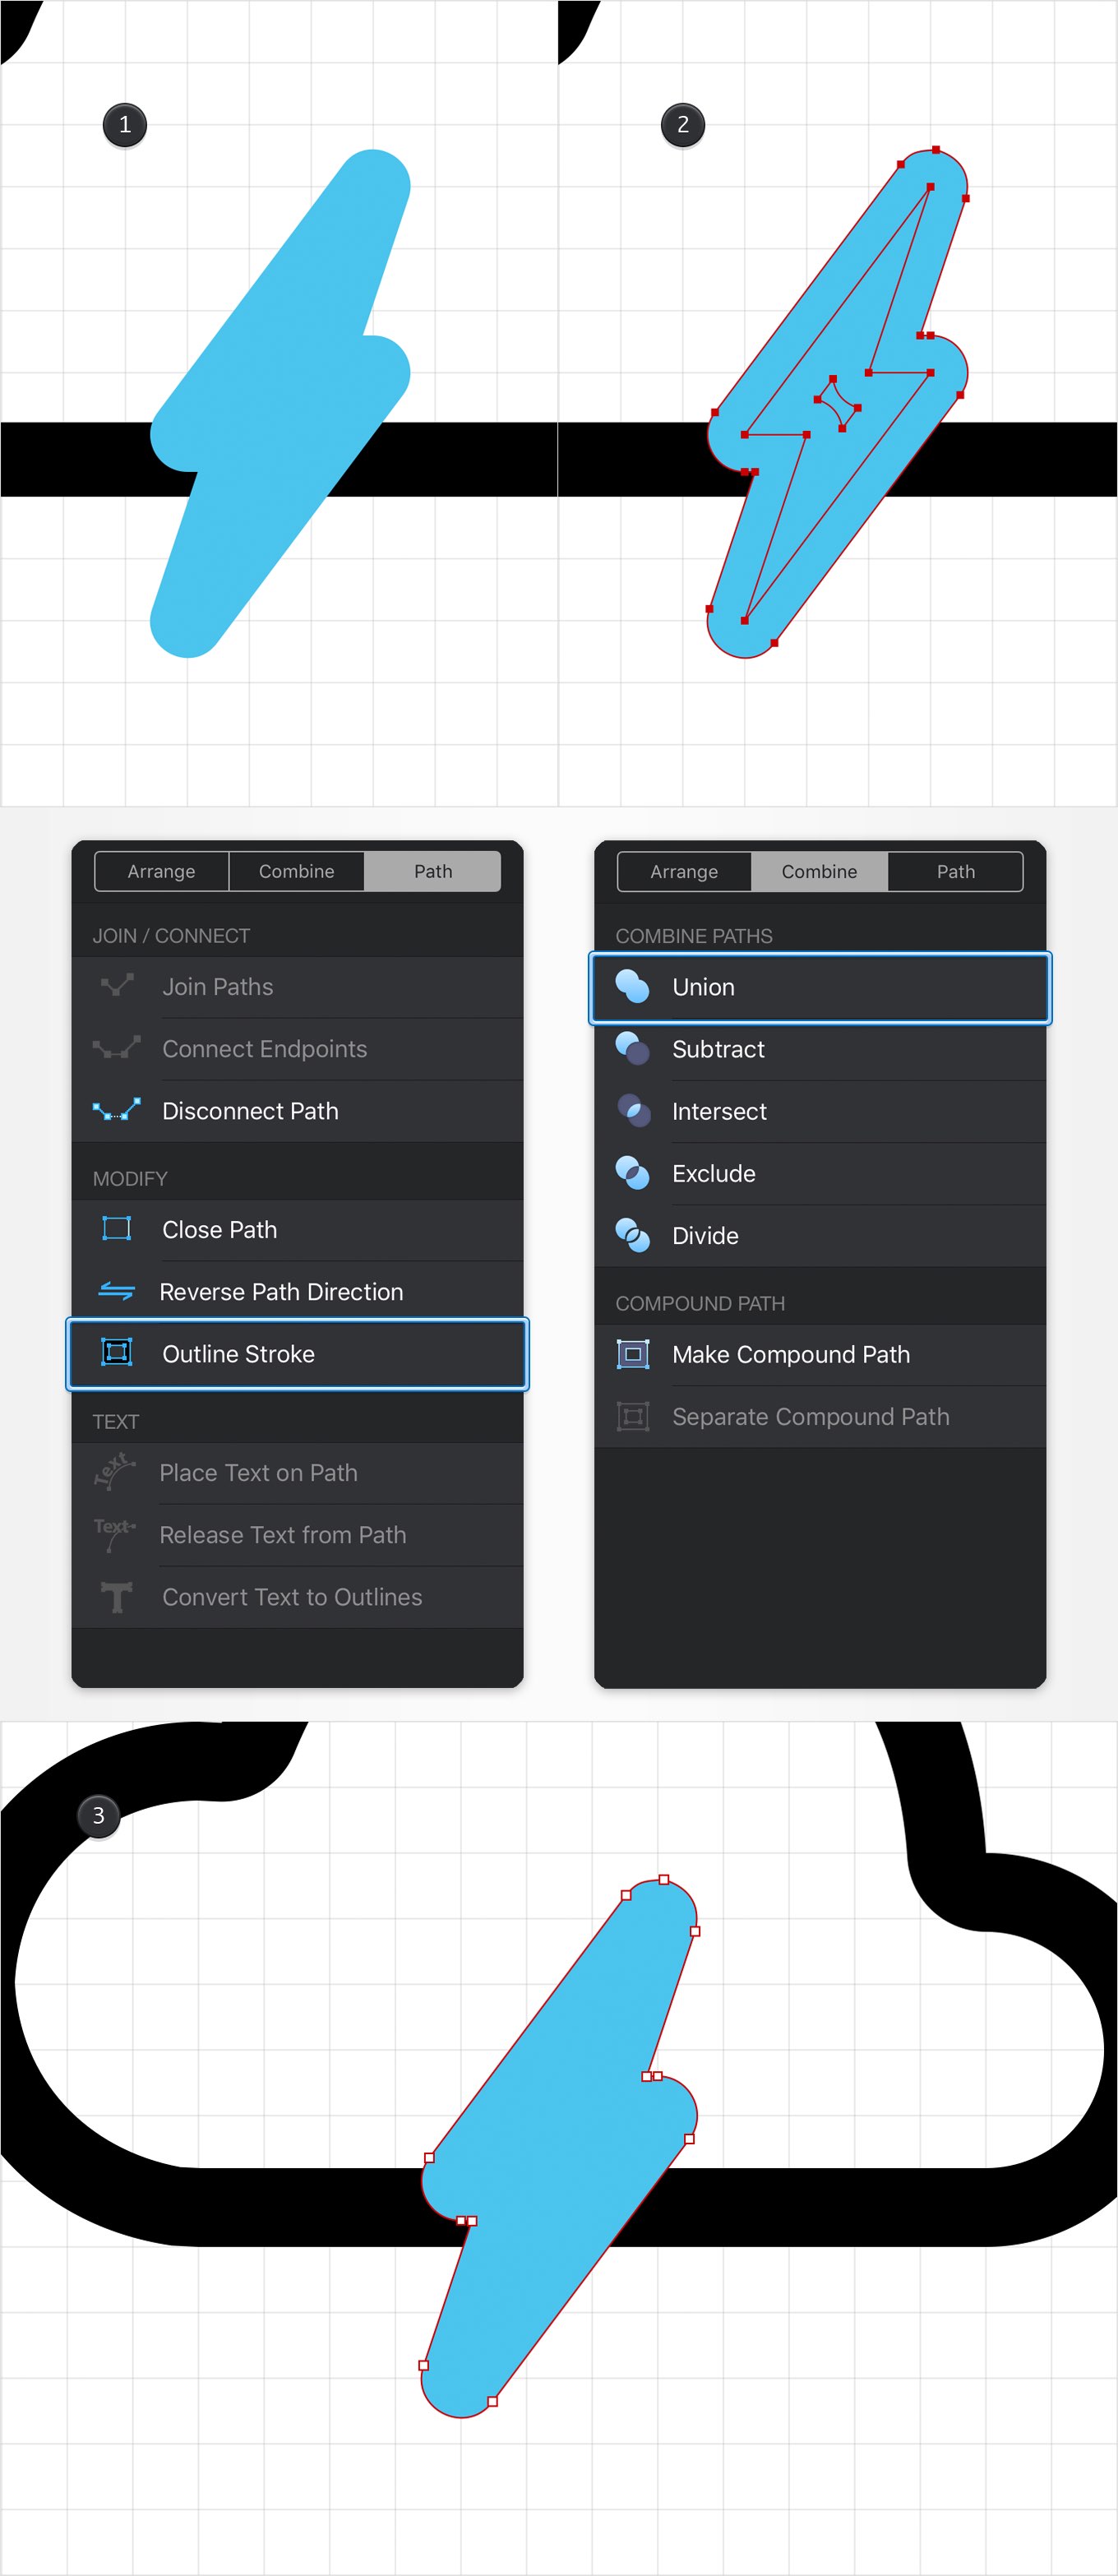 1
2
Arrange Combine Path
JOIN / CONNECT
Join Paths
Connect Endpoints
Disconnect Path
MODIFY
Close Path
Reverse Path Direction
Outline Stroke
TEXT
Text Place Text on Path
Text Release Text from Path
T Convert Text to Outlines
Arrange Combine Path
COMBINE PATHS
Union
Subtract
Intersect
Exclude
Divide
COMPOUND PATH
Make Compound Path
Separate Compound Path
3